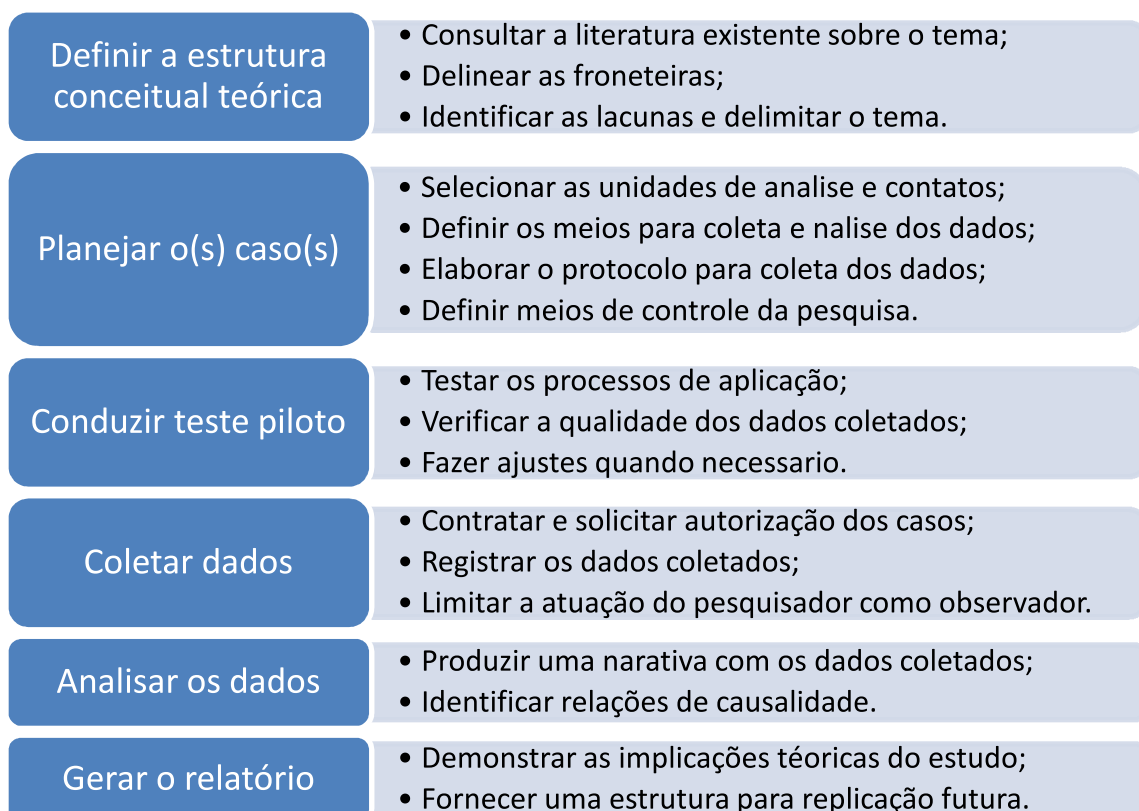 Definir a estrutura
conceitual teórica
• Consultar a literatura existente sobre o tema;
• Delinear as froneteiras;
• Identificar as lacunas e delimitar o tema.
Planejar o(s) caso(s)
• Selecionar as unidades de analise e contatos;
• Definir os meios para coleta e nalise dos dados;
• Elaborar o protocolo para coleta dos dados;
• Definir meios de controle da pesquisa.
Conduzir teste piloto
• Testar os processos de aplicação;
• Verificar a qualidade dos dados coletados;
• Fazer ajustes quando necessario.
Coletar dados
• Contratar e solicitar autorização dos casos;
• Registrar os dados coletados;
• Limitar a atuação do pesquisador como observador.
Analisar os dados
• Produzir uma narrativa com os dados coletados;
• Identificar relações de causalidade.
Gerar o relatório
• Demonstrar as implicações téoricas do estudo;
• Fornecer uma estrutura para replicação futura.